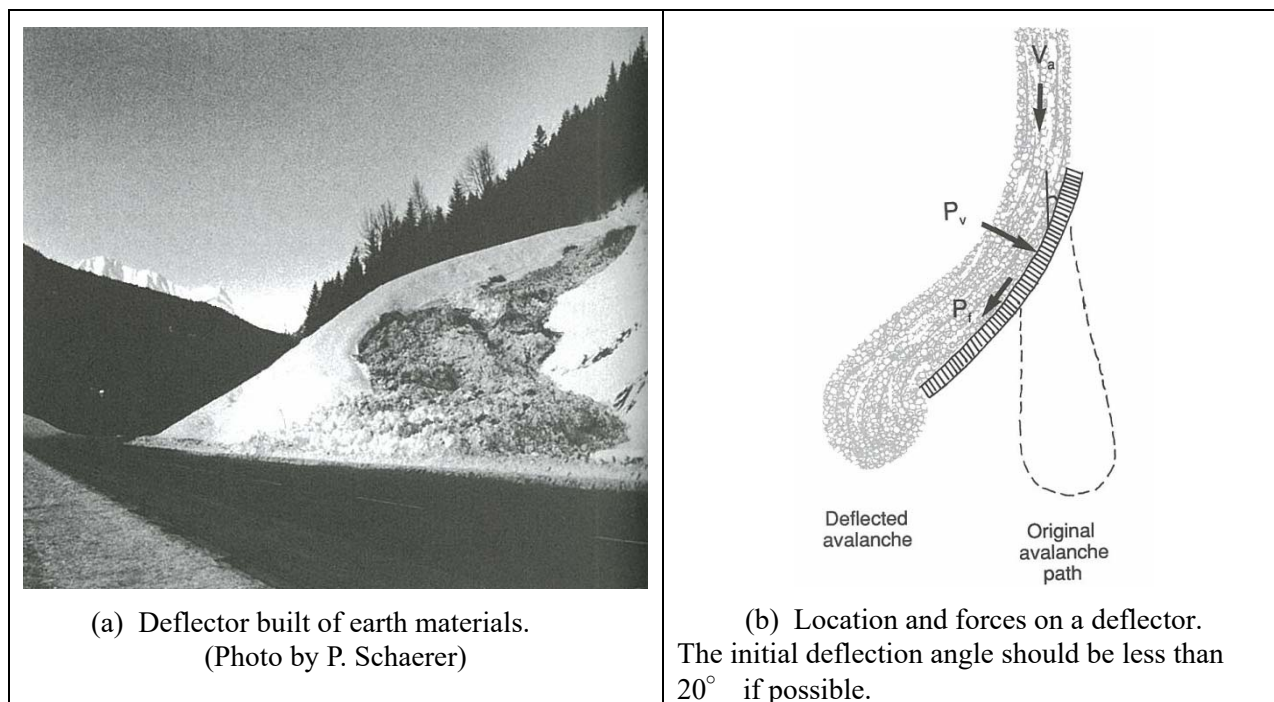 (a) Deflector built of earth materials.
(Photo by P. Schaerer)
Va
Pv
Pf
Deflected
avalanche
Original
avalanche
path
(b) Location and forces on a deflector.
The initial deflection angle should be less than
20° if possible.